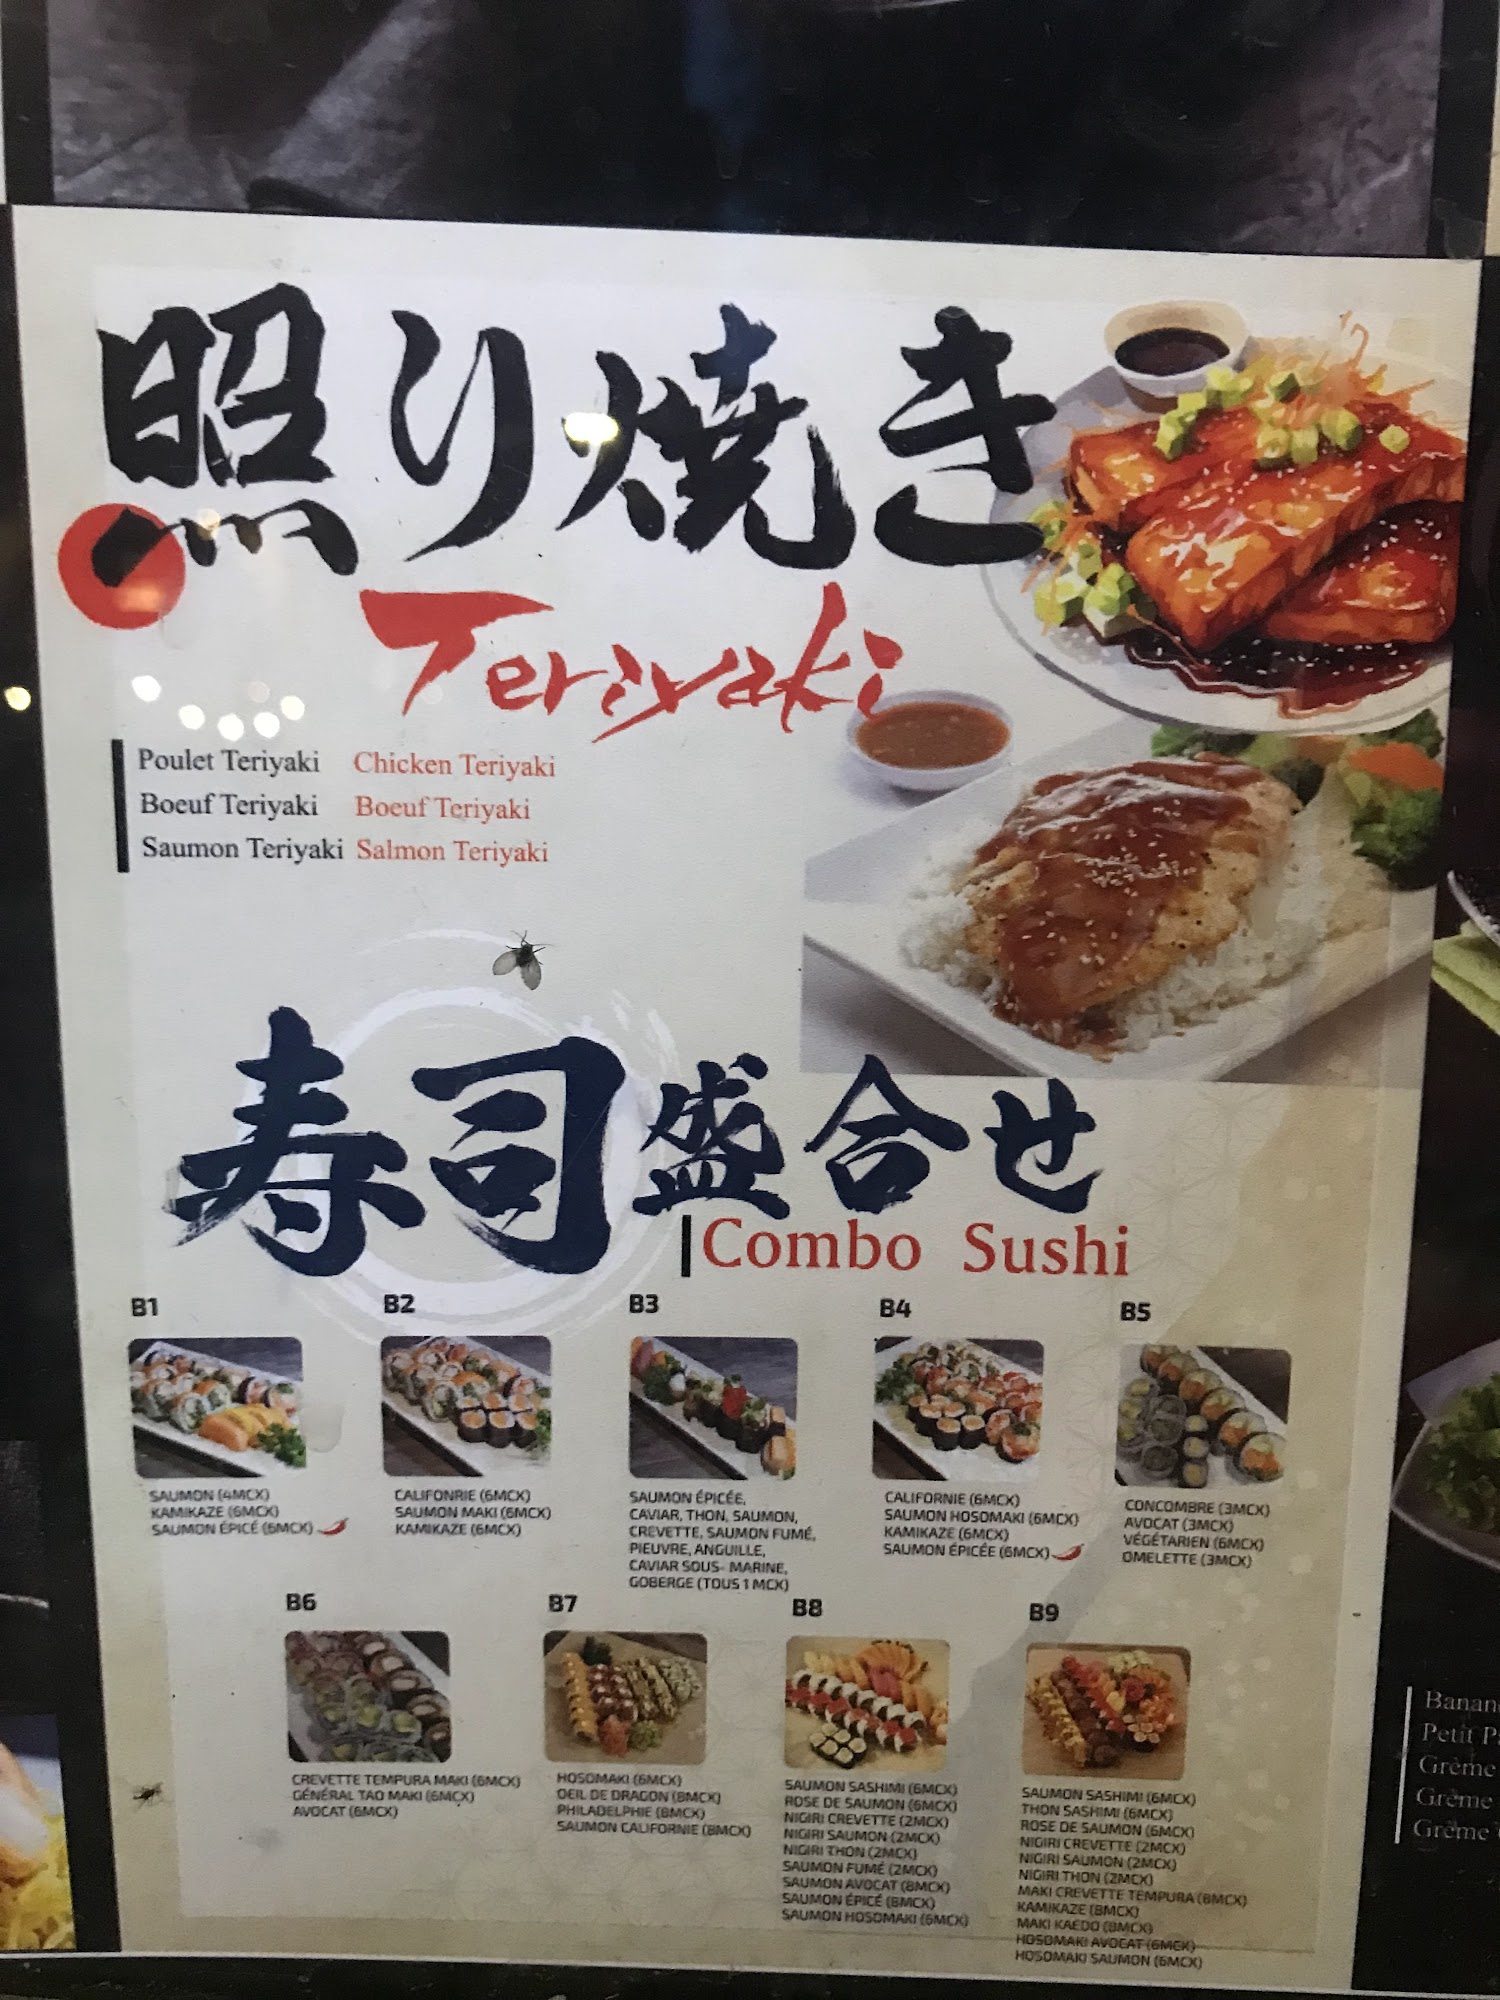 照り焼き
Teriyaki
Poulet Teriyaki Chicken Teriyaki
Boeuf Teriyaki Boeuf Teriyaki
Saumon Teriyaki Salmon Teriyaki
寿司盛合せ
Combo Sushi
B1
SAUMON (4MCX)
KAMIKAZE (6MCX)
SAUMON ÉPICÉ (6MCX)
B2
CALIFONRIE (6MCX)
SAUMON MAKI (6MCX)
KAMIKAZE (6MCX)
B3
SAUMON ÉPICÉE,
CAVIAR, THON, SAUMON,
CREVETTE, SAUMON FUMÉ,
PIEUVRE, ANGUILLE,
CAVIAR SOUS- MARINE,
GOBERGE (TOUS 1 MCX)
B4
CALIFORNIE (6MCX)
SAUMON HOSOMAKI (6MCX)
KAMIKAZE (6MCX)
SAUMON ÉPICÉE (6MCX)
B5
CONCOMBRE (3MCX)
AVOCAT (3MCX)
VÉGÉTARIEN (6MCX)
OMELETTE (3MCX)
B6
CREVETTE TEMPURA MAKI (6MCX)
GÉNÉRAL TAO MAKI (6MCX)
AVOCAT (6MCX)
B7
HOSOMAKI (6MCX)
OEIL DE DRAGON (8MCX)
PHILADELPHIE (8MCX)
SAUMON CALIFORNIE (8MCX)
B8
SAUMON SASHIMI (6MCX)
ROSE DE SAUMON (6MCX)
NIGIRI CREVETTE (2MCX)
NIGIRI SAUMON (2MCX)
NIGIRI THON (2MCX)
SAUMON FUMÉ (2MCX)
SAUMON AVOCAT (8MCX)
SAUMON ÉPICÉ (8MCX)
SAUMON HOSOMAKI (6MCX)
B9
SAUMON SASHIMI (6MCX)
THON SASHIMI (6MCX)
ROSE DE SAUMON (6MCX)
NIGIRI CREVETTE (2MCX)
NIGIRI SAUMON (2MCX)
NIGIRI THON (2MCX)
MAKI CREVETTE TEMPURA (8MCX)
KAMIKAZE (8MCX)
MAKI KAEDO (8MCX)
HOSOMAKI AVOCAT (6MCX)
HOSOMAKI SAUMON (6MCX)
Petit
Grème
Grème
Grème